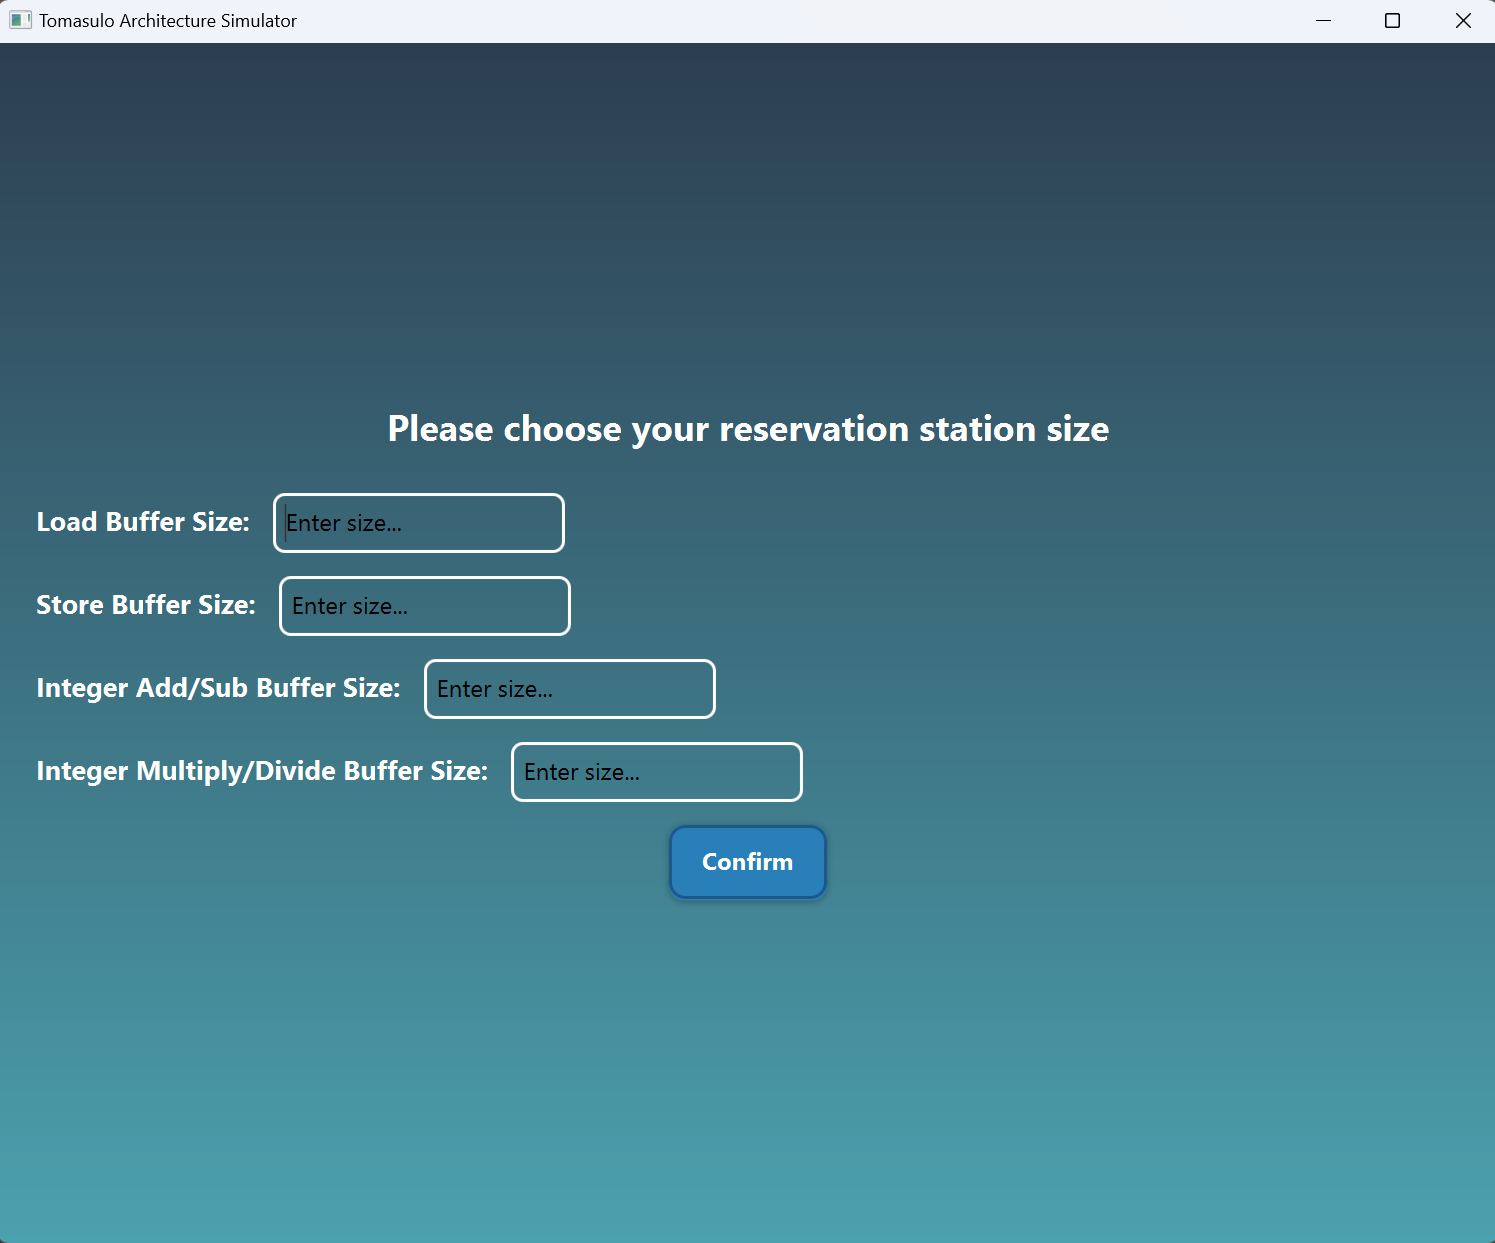 Tomasulo Architecture Simulator
Please choose your reservation station size
Load Buffer Size: Enter size...
Store Buffer Size: Enter size...
Integer Add/Sub Buffer Size: Enter size...
Integer Multiply/Divide Buffer Size: Enter size...
Confirm